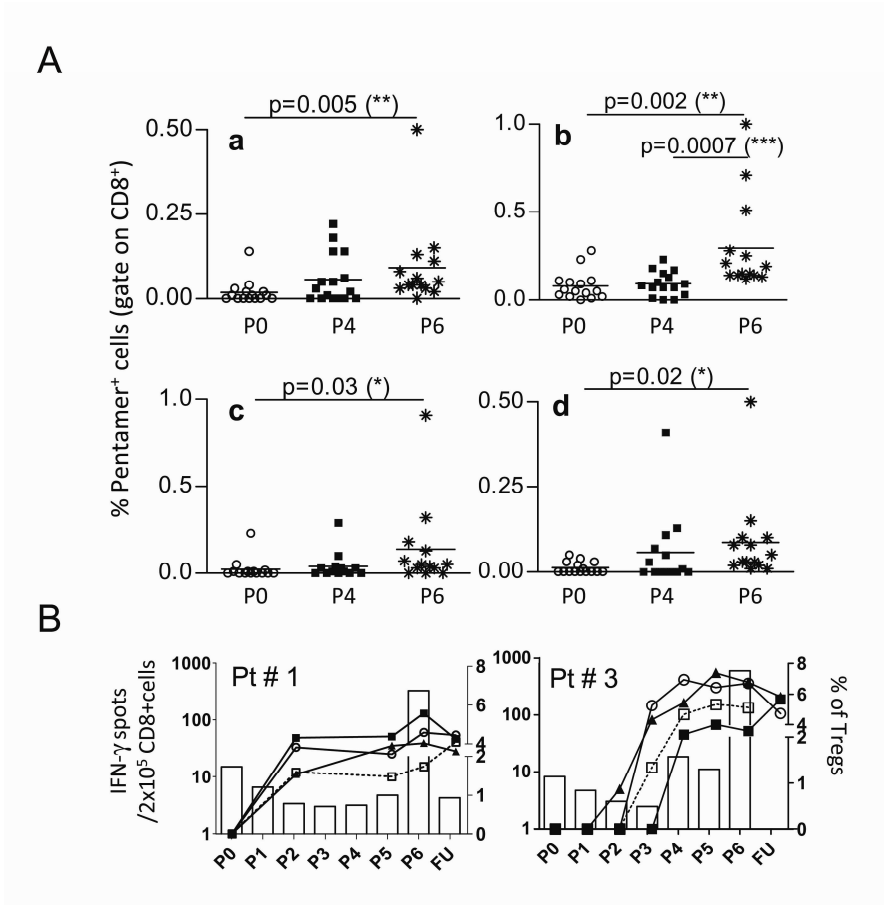 A
% Pentamer+ cells (gate on CD8+)
p=0.005 (**)
a
0.50
0.25
0.00
P0 P4 P6
p=0.002 (**)
p=0.0007 (***)
b
1.0
0.5
0.0
P0 P4 P6
p=0.03 (*)
c
1.0
0.5
0.0
P0 P4 P6
p=0.02 (*)
d
0.50
0.25
0.00
P0 P4 P6
B
IFN-γ spots
/2x10⁵ CD8+cells
Pt # 1
1000
100
10
1
8
6
4
2
1
0
P0 P1 P2 P3 P4 P5 P6 FU
Pt # 3
1000
100
10
1
8
6
4
2
1
0
P0 P1 P2 P3 P4 P5 P6 FU
% of Tregs